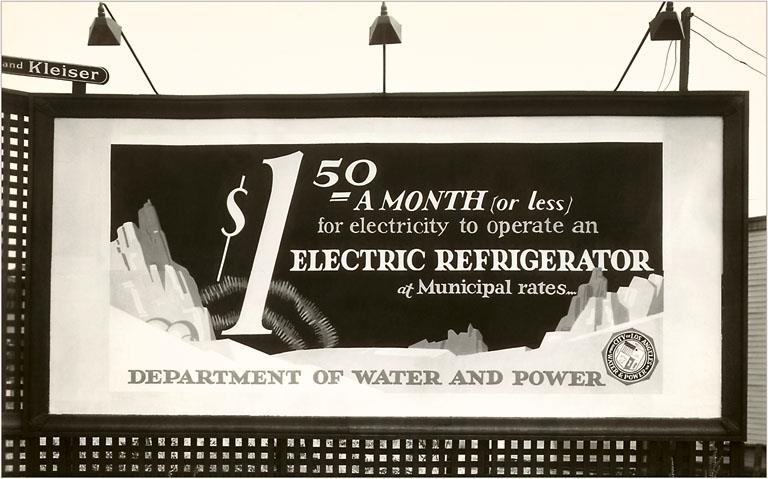 and Kleiser
$1 50
A MONTH (or less)
for electricity to operate an
ELECTRIC REFRIGERATOR
at Municipal rates...
DEPARTMENT OF WATER AND POWER
CITY OF LOS ANGELES
WATER & POWER